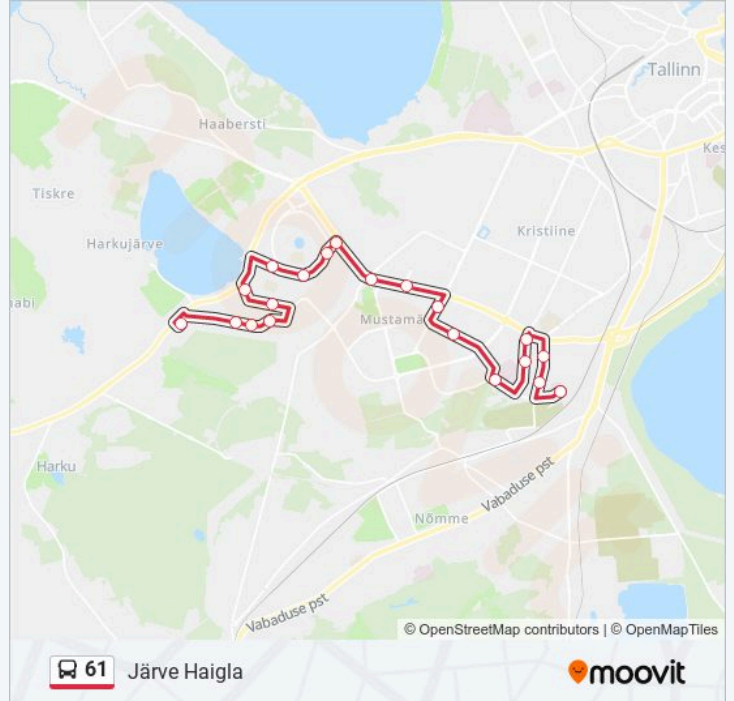 Tallinn
Haabersti
Kes
Tiskre
Kristiine
Harkujärve
abi
Mustamä
Harku
Vabaduse pst
Nõmme
Vabaduse pst
© OpenStreetMap contributors | © OpenMapTiles
61 Järve Haigla
moovit